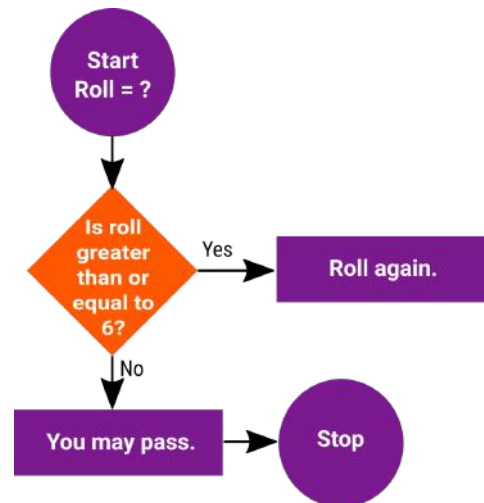 Start
Roll = ?
Is roll
greater
than or
equal to
6?
Yes
Roll again.
No
You may pass.
Stop